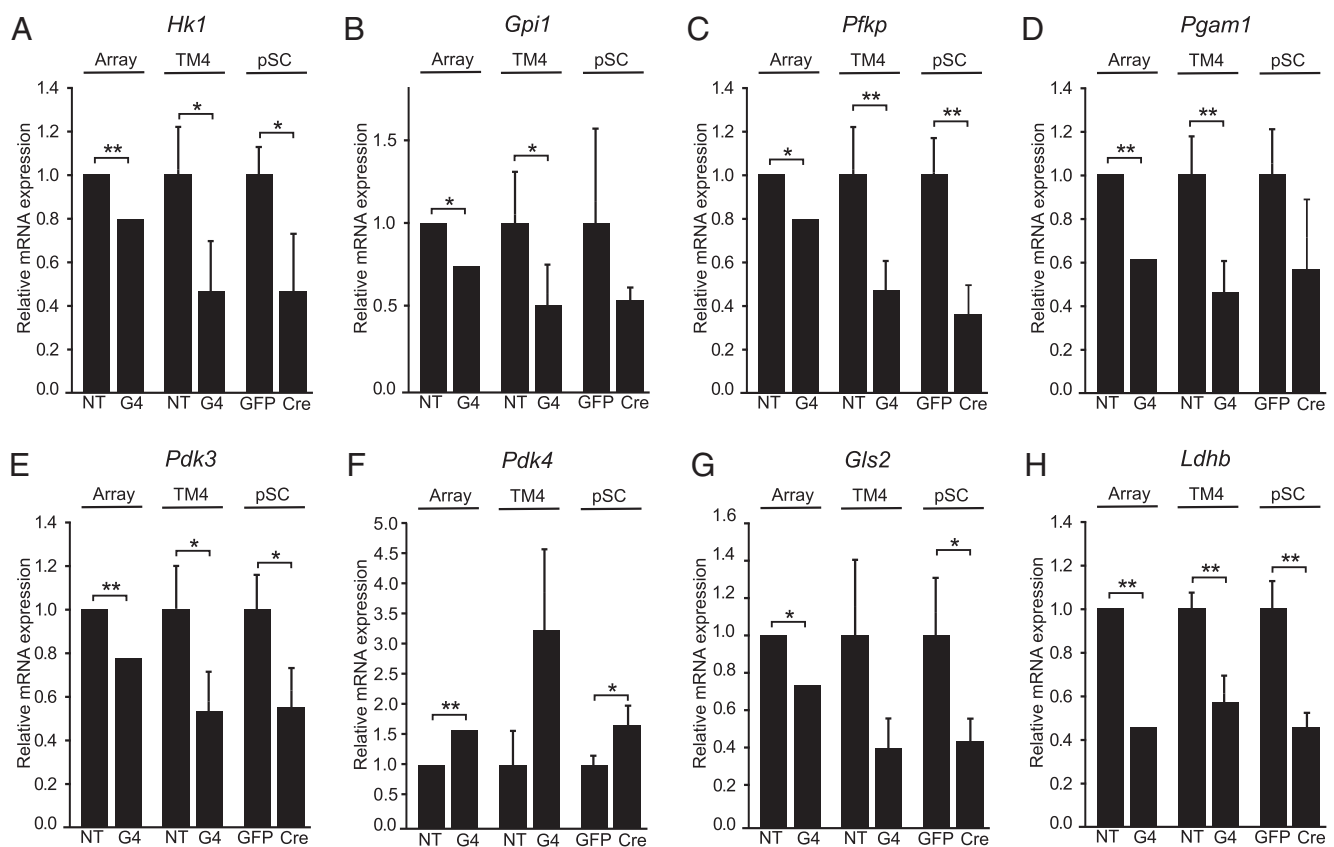 A Hk1
Array TM4 pSC
Relative mRNA expression
1.4
1.2
1.0
0.8
0.6
0.4
0.2
0.0
** * *
NT G4 NT G4 GFP Cre
B Gpi1
Array TM4 pSC
Relative mRNA expression
1.5
1.0
0.5
0.0
* *
NT G4 NT G4 GFP Cre
C Pfkp
Array TM4 pSC
Relative mRNA expression
1.4
1.2
1.0
0.8
0.6
0.4
0.2
0.0
* ** **
NT G4 NT G4 GFP Cre
D Pgam1
Array TM4 pSC
Relative mRNA expression
1.4
1.2
1.0
0.8
0.6
0.4
0.2
0.0
** **
NT G4 NT G4 GFP Cre
E Pdk3
Array TM4 pSC
Relative mRNA expression
1.4
1.2
1.0
0.8
0.6
0.4
0.2
0.0
** * *
NT G4 NT G4 GFP Cre
F Pdk4
Array TM4 pSC
Relative mRNA expression
5.0
4.5
4.0
3.5
3.0
2.5
2.0
1.5
1.0
0.5
0.0
** *
NT G4 NT G4 GFP Cre
G Gls2
Array TM4 pSC
Relative mRNA expression
1.6
1.4
1.2
1.0
0.8
0.6
0.4
0.2
0.0
* *
NT G4 NT G4 GFP Cre
H Ldhb
Array TM4 pSC
Relative mRNA expression
1.4
1.2
1.0
0.8
0.6
0.4
0.2
0.0
** ** **
NT G4 NT G4 GFP Cre